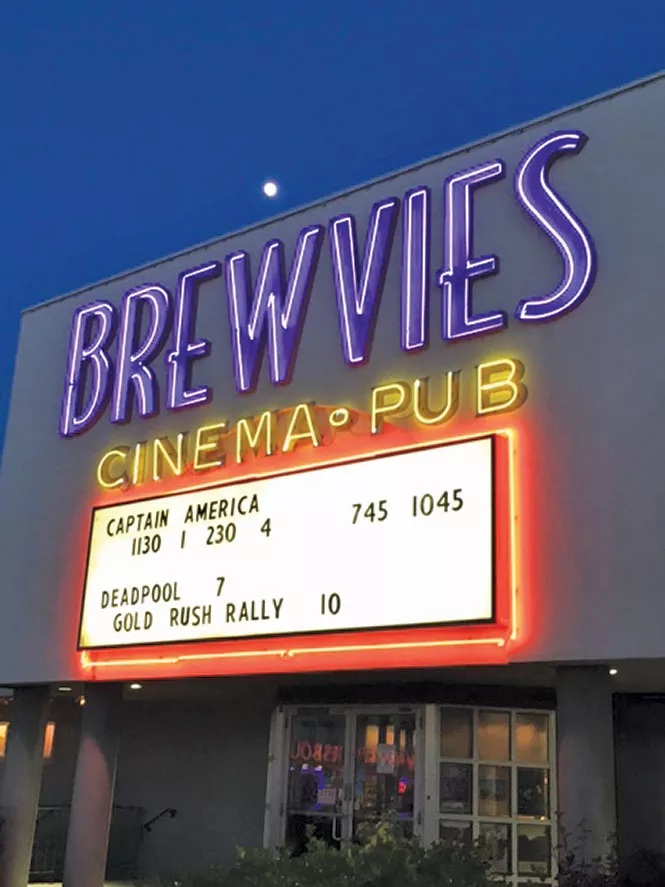 BREWVIES
CINEMA PUB
CAPTAIN AMERICA 745 1045
1130 1 230 4
DEADPOOL 7
GOLD RUSH RALLY 10